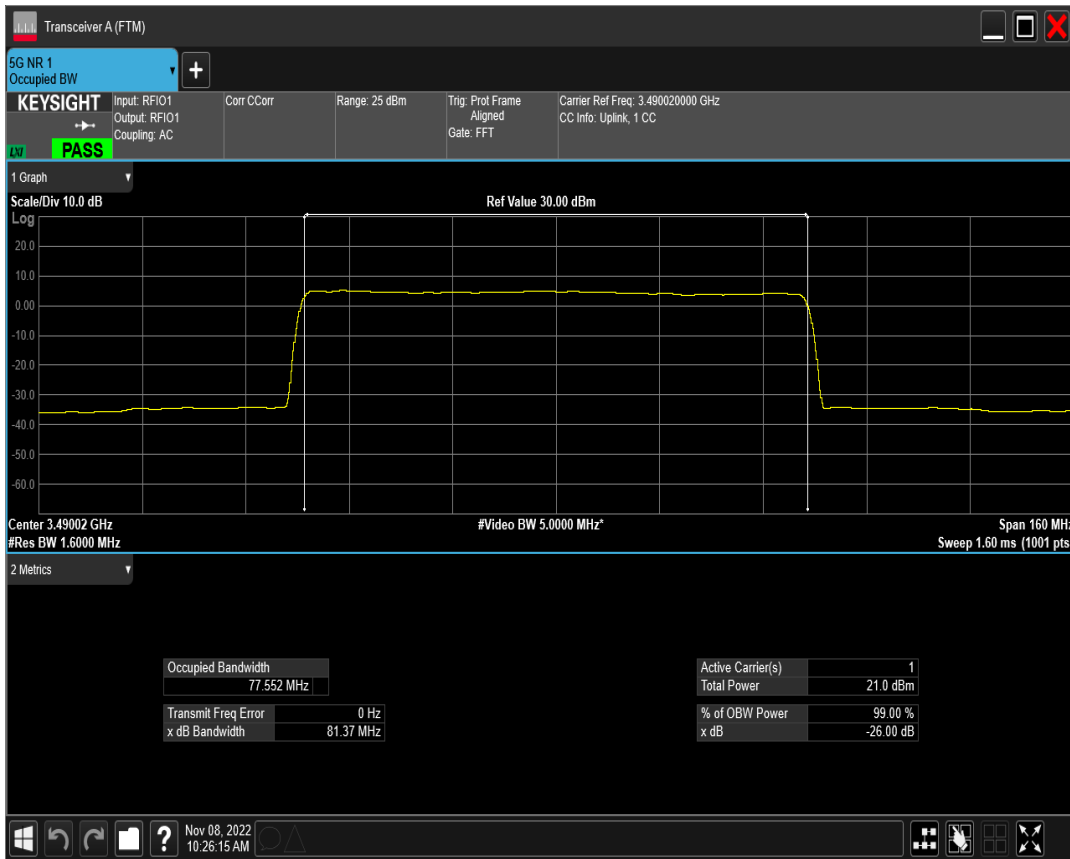 Transceiver A (FTM)
5G NR 1
Occupied BW
+
KEYSIGHT
LXI
PASS
Input: RFIO1
Output: RFIO1
Coupling: AC
Corr CCorr
Range: 25 dBm
Trig: Prot Frame
Aligned
Gate: FFT
Carrier Ref Freq: 3.490020000 GHz
CC Info: Uplink, 1 CC
1 Graph
Scale/Div 10.0 dB
Ref Value 30.00 dBm
Log
20.0
10.0
0.00
-10.0
-20.0
-30.0
-40.0
-50.0
-60.0
Center 3.49002 GHz
#Video BW 5.0000 MHz*
Span 160 MHz
#Res BW 1.6000 MHz
Sweep 1.60 ms (1001 pts
2 Metrics
Occupied Bandwidth
77.552 MHz
Transmit Freq Error 0 Hz
x dB Bandwidth 81.37 MHz
Active Carrier(s) 1
Total Power 21.0 dBm
% of OBW Power 99.00 %
x dB -26.00 dB
?
Nov 08, 2022
10:26:15 AM